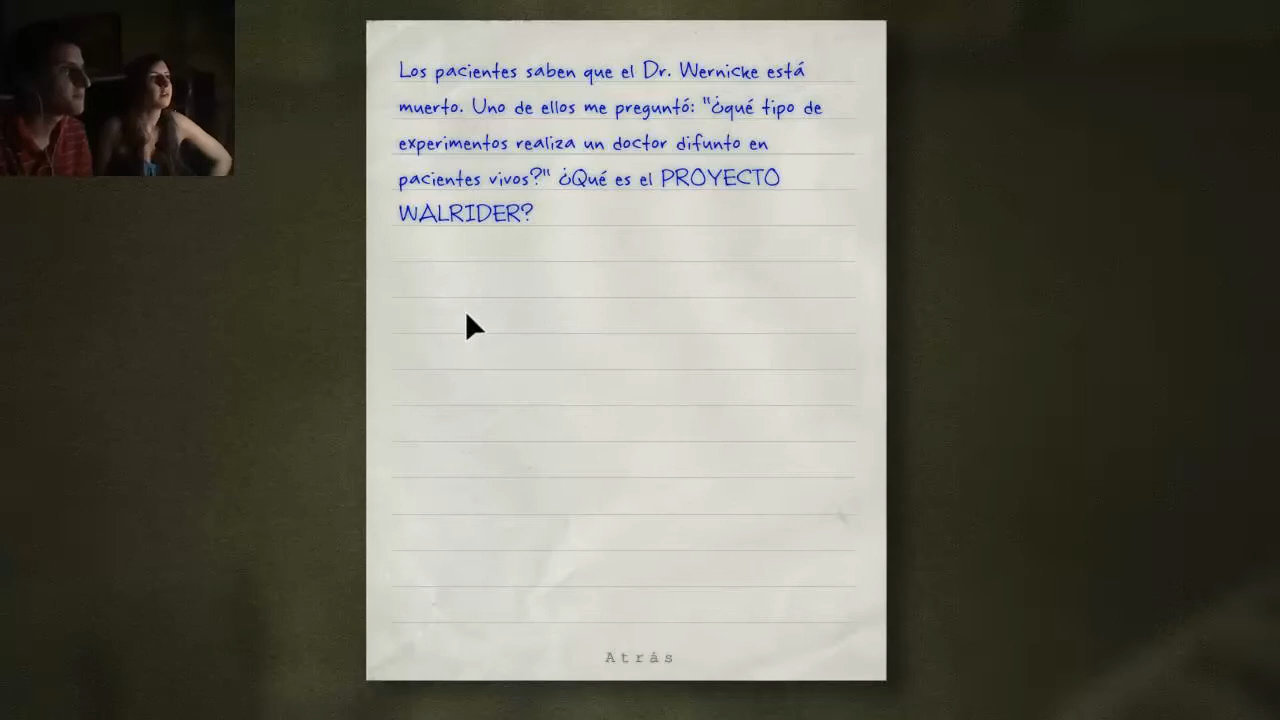 Los pacientes saben que el Dr. Wernicke está
muerto. Uno de ellos me preguntó: "¿qué tipo de
experimentos realiza un doctor difunto en
pacientes vivos?" ¿Qué es el PROYECTO
WALRIDER?
Atrás